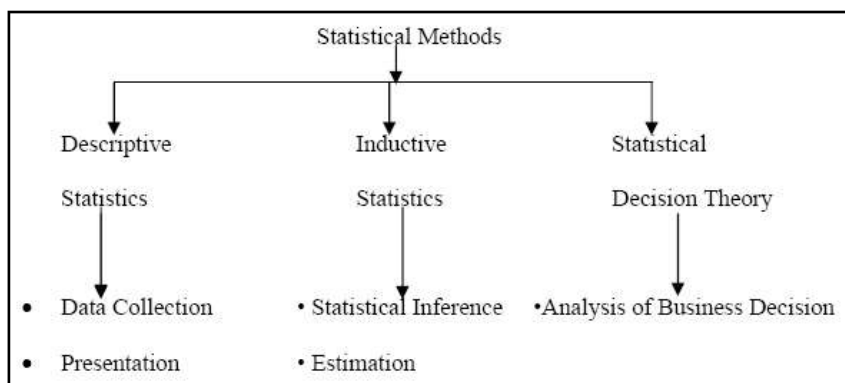 Statistical Methods
Descriptive Inductive Statistical
Statistics Statistics Decision Theory
• Data Collection • Statistical Inference •Analysis of Business Decision
• Presentation • Estimation